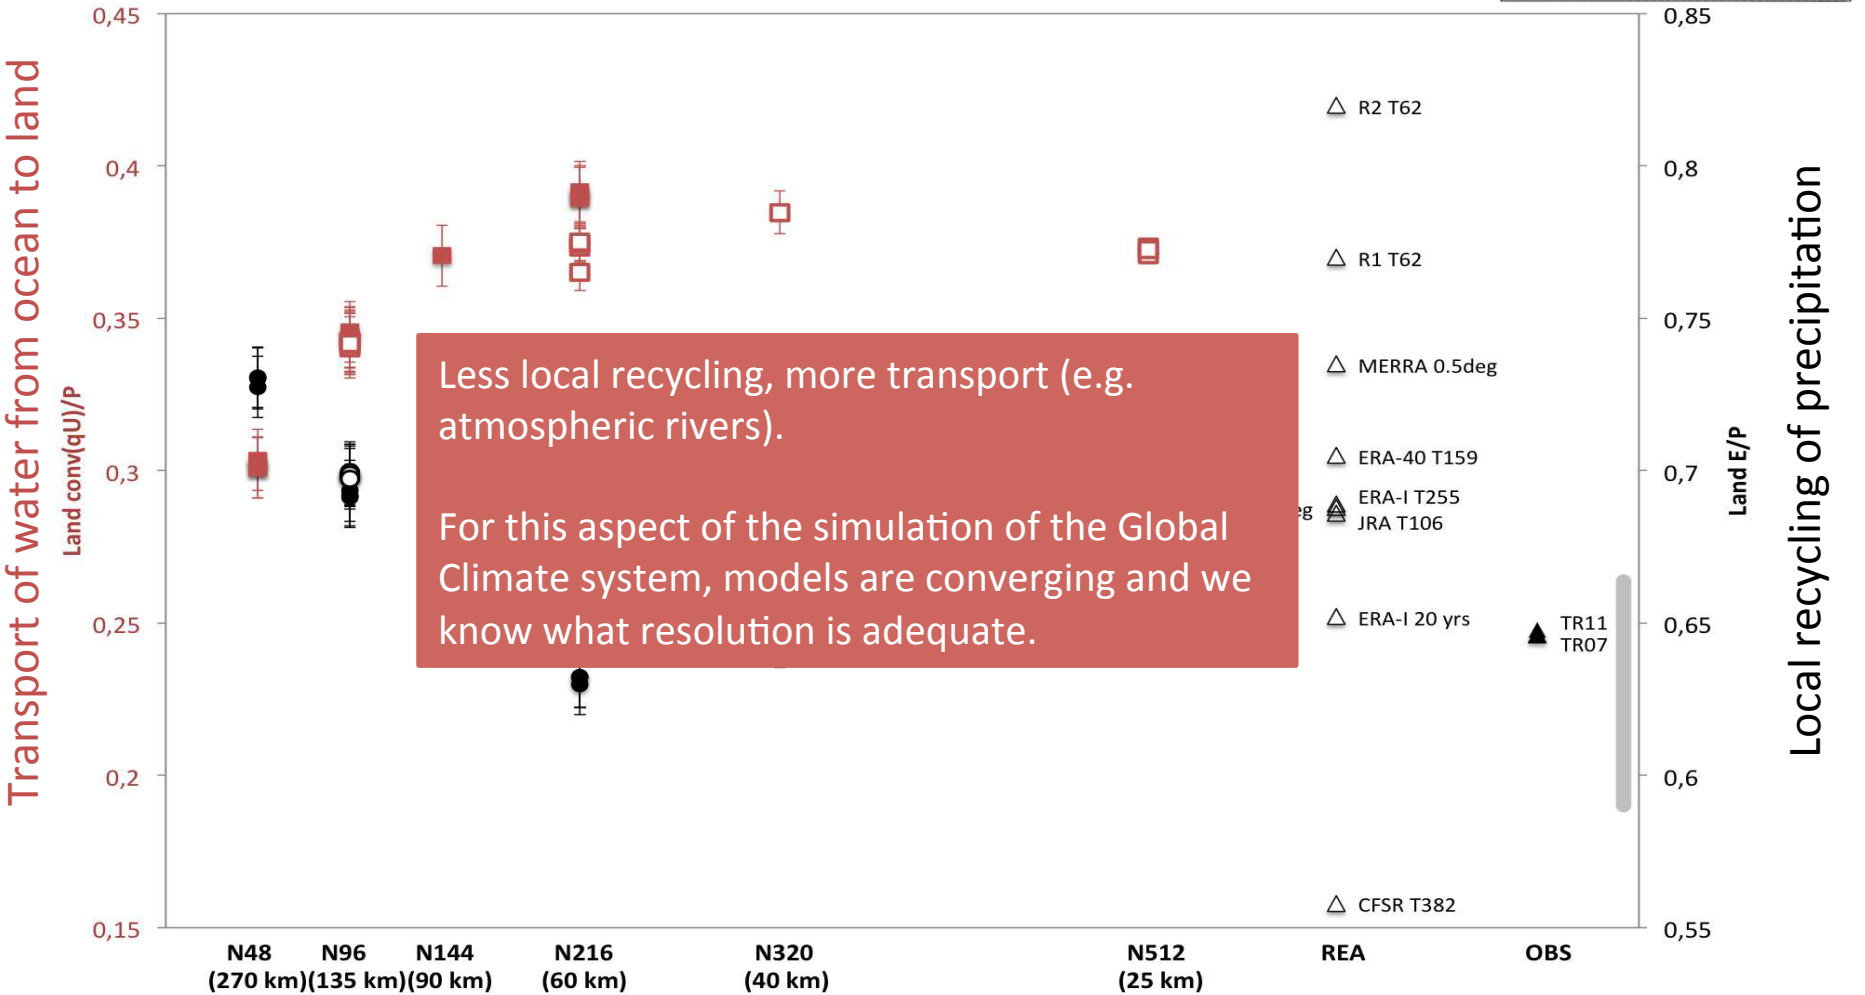 Transport of water from ocean to land
Land conv(qU)/P
0,45
0,4
0,35
0,3
0,25
0,2
0,15
Less local recycling, more transport (e.g.
atmospheric rivers).
For this aspect of the simulation of the Global
Climate system, models are converging and we
know what resolution is adequate.
R2 T62
R1 T62
MERRA 0.5deg
ERA-40 T159
ERA-I T255
eg
JRA T106
ERA-I 20 yrs
CFSR T382
TR11
TR07
0,85
0,8
0,75
0,7
0,65
0,6
0,55
Land E/P
Local recycling of precipitation
N48 N96 N144 N216 N320 N512 REA OBS
(270 km)(135 km)(90 km) (60 km) (40 km) (25 km)